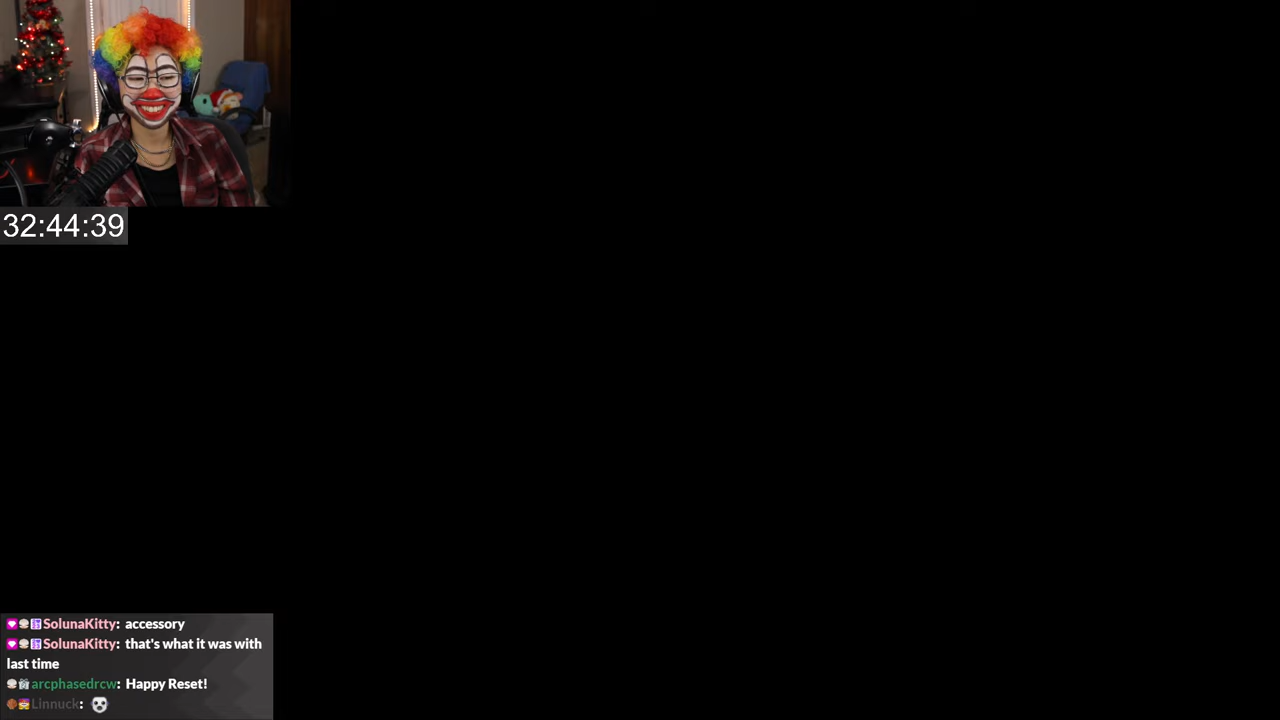 32:44:39
SolunaKitty: accessory
SolunaKitty: that's what it was with
last time
arcphasedrcw: Happy Reset!
Linnuck: